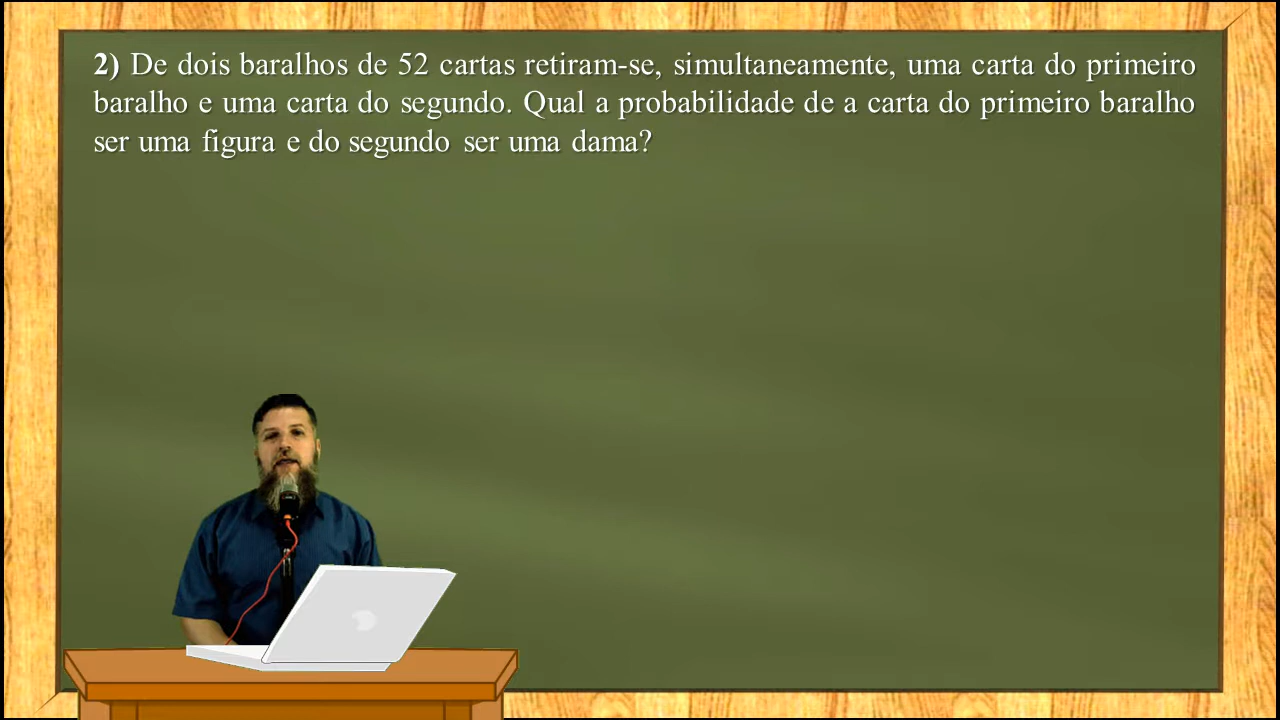 2) De dois baralhos de 52 cartas retiram-se, simultaneamente, uma carta do primeiro
baralho e uma carta do segundo. Qual a probabilidade de a carta do primeiro baralho
ser uma figura e do segundo ser uma dama?